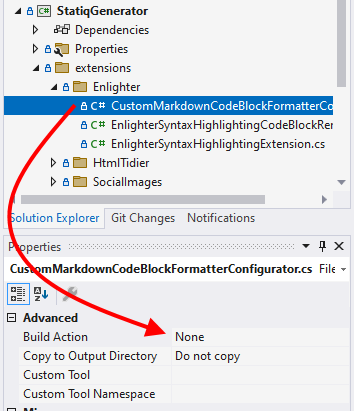 C# StatiqGenerator
Dependencies
Properties
extensions
Enlighter
C# CustomMarkdownCodeBlockFormatterCo
C# EnlighterSyntaxHighlightingCodeBlockRe
C# EnlighterSyntaxHighlightingExtension.cs
HtmlTidier
SocialImages
Solution Explorer Git Changes Notifications
Properties
CustomMarkdownCodeBlockFormatterConfigurator.cs File
Advanced
Build Action None
Copy to Output Directory Do not copy
Custom Tool
Custom Tool Namespace